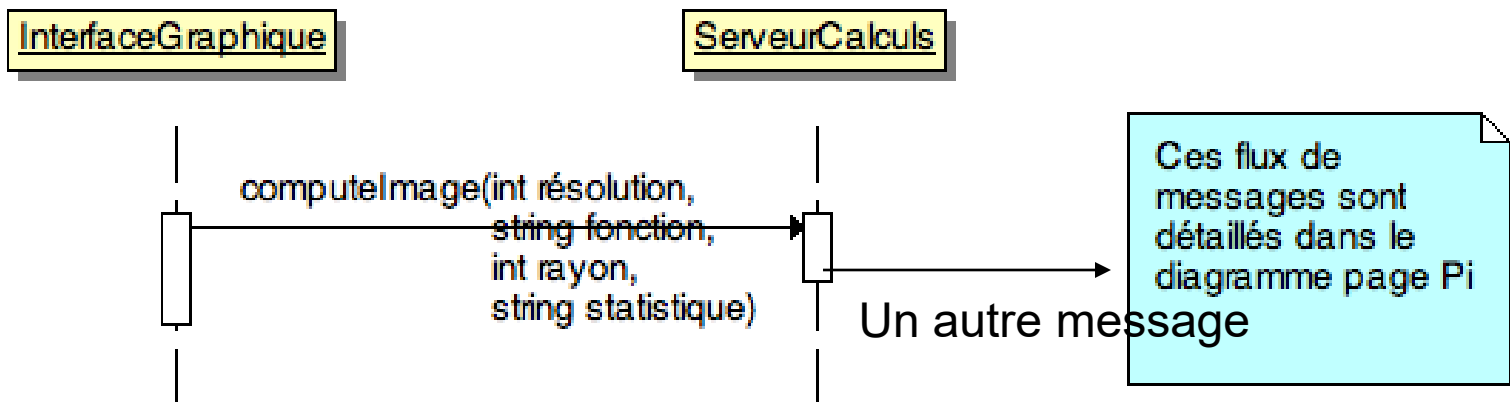 InterfaceGraphique
ServeurCalculs
computeImage(int résolution,
string fonction,
int rayon,
string statistique)
Ces flux de
messages sont
détaillés dans le
diagramme page Pi
Un autre message